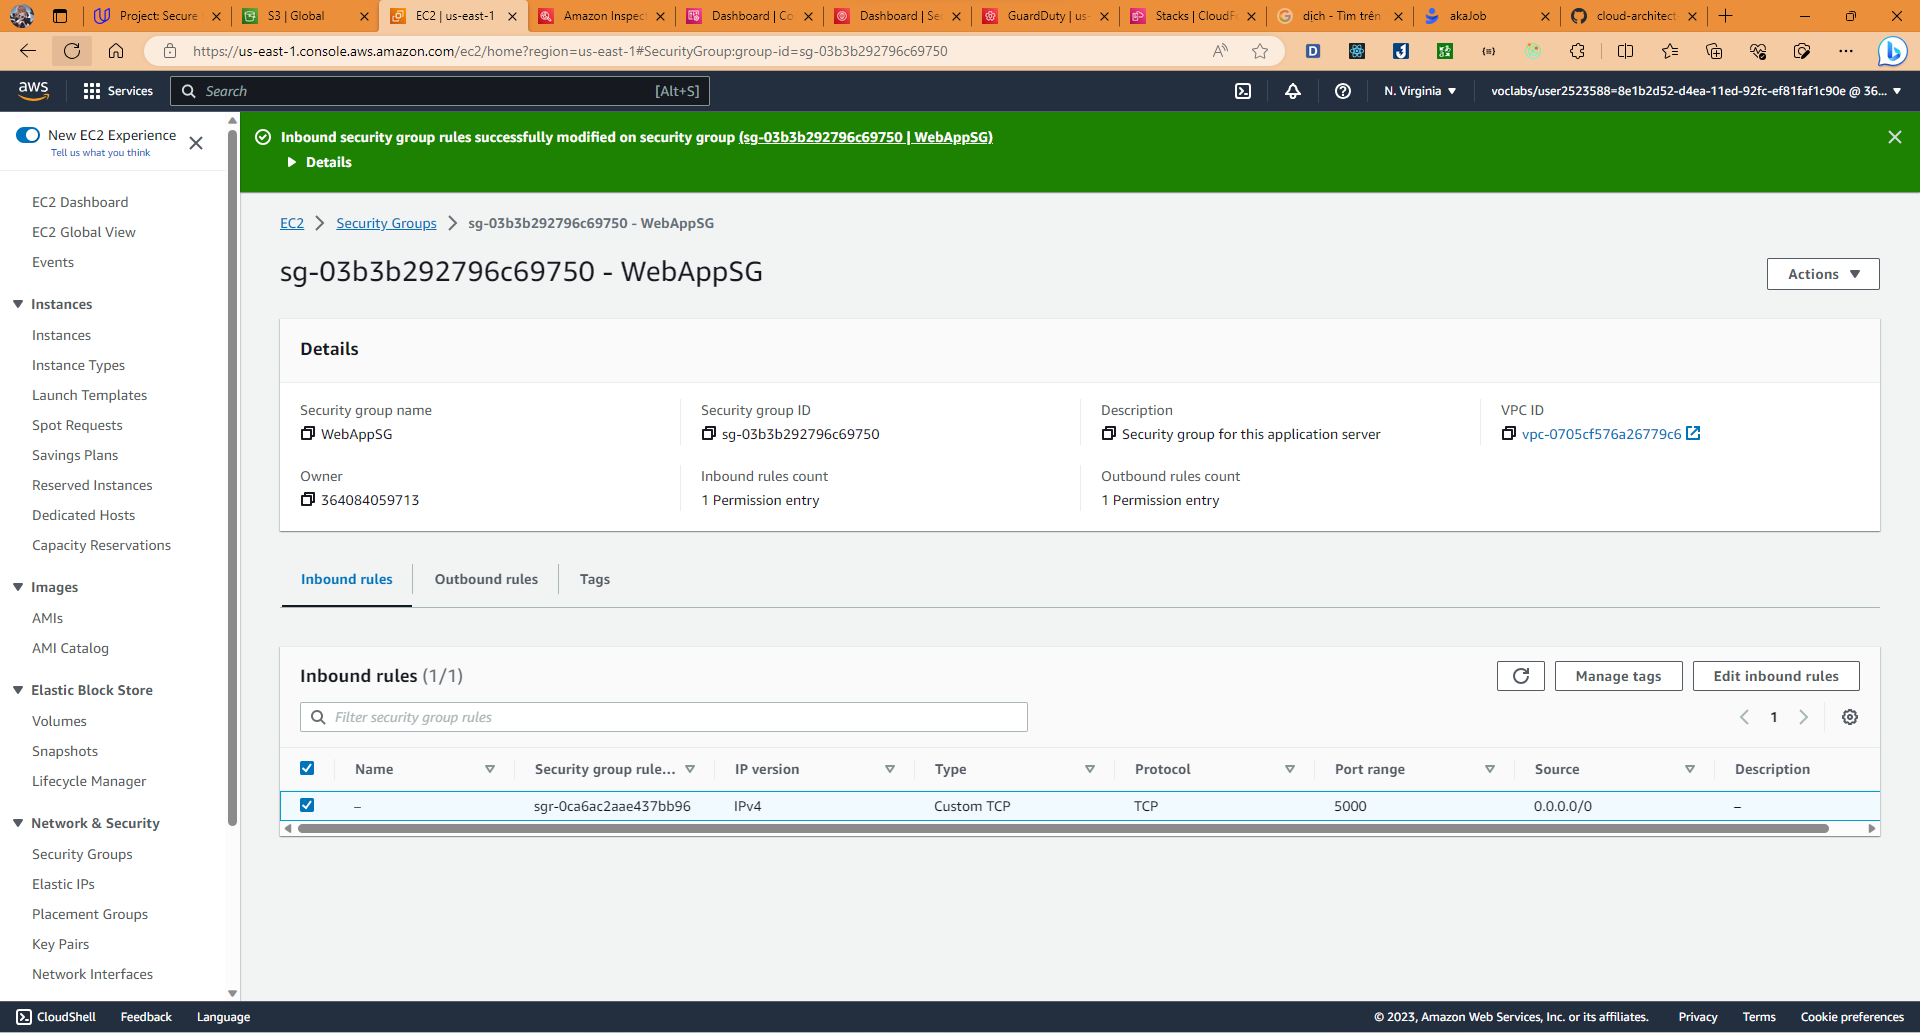 Project: Secure
S3 | Global
EC2 | us-east-1
Amazon Inspec
Dashboard | Co
Dashboard | Se
GuardDuty | us-
Stacks | CloudF
dịch - Tìm trên
akaJob
cloud-architect
https://us-east-1.console.aws.amazon.com/ec2/home?region=us-east-1#SecurityGroup:group-id=sg-03b3b292796c69750
aws
Services
Search
[Alt+S]
N. Virginia
voclabs/user2523588=8e1b2d52-d4ea-11ed-92fc-ef81faf1c90e @ 36...
New EC2 Experience
Tell us what you think
EC2 Dashboard
EC2 Global View
Events
Instances
Instances
Instance Types
Launch Templates
Spot Requests
Savings Plans
Reserved Instances
Dedicated Hosts
Capacity Reservations
Images
AMIs
AMI Catalog
Elastic Block Store
Volumes
Snapshots
Lifecycle Manager
Network & Security
Security Groups
Elastic IPs
Placement Groups
Key Pairs
Network Interfaces
Inbound security group rules successfully modified on security group (sg-03b3b292796c69750 | WebAppSG)
Details
EC2 > Security Groups > sg-03b3b292796c69750 - WebAppSG
sg-03b3b292796c69750 - WebAppSG
Actions
Details
Security group name
WebAppSG
Security group ID
sg-03b3b292796c69750
Description
Security group for this application server
VPC ID
vpc-0705cf576a26779c6
Owner
364084059713
Inbound rules count
1 Permission entry
Outbound rules count
1 Permission entry
Inbound rules
Outbound rules
Tags
Inbound rules (1/1)
Manage tags
Edit inbound rules
Filter security group rules
1
Name Security group rule... IP version Type Protocol Port range Source Description
– sgr-0ca6ac2aae437bb96 IPv4 Custom TCP TCP 5000 0.0.0.0/0 –
CloudShell Feedback Language
© 2023, Amazon Web Services, Inc. or its affiliates. Privacy Terms Cookie preferences